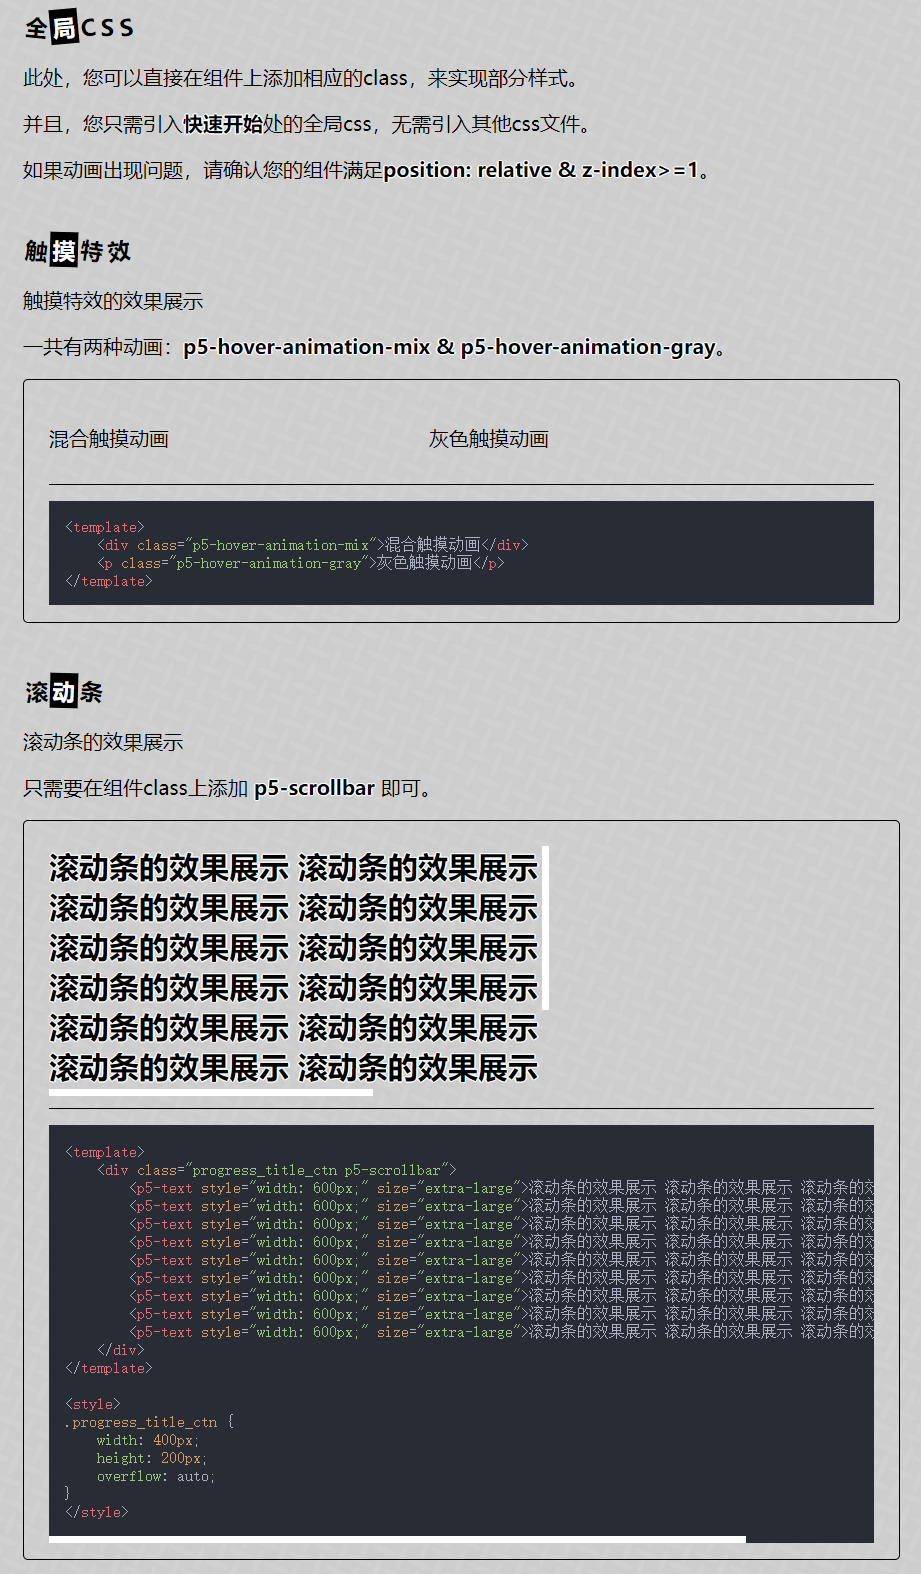 全局CSS
此处，您可以直接在组件上添加相应的class，来实现部分样式。
并且，您只需引入快速开始处的全局css，无需引入其他css文件。
如果动画出现问题，请确认您的组件满足position: relative & z-index>=1。
触摸特效
触摸特效的效果展示
一共有两种动画：p5-hover-animation-mix & p5-hover-animation-gray。
混合触摸动画 灰色触摸动画
<template>
    <div class="p5-hover-animation-mix">混合触摸动画</div>
    <p class="p5-hover-animation-gray">灰色触摸动画</p>
</template>
滚动条
滚动条的效果展示
只需要在组件class上添加 p5-scrollbar 即可。
滚动条的效果展示 滚动条的效果展示
滚动条的效果展示 滚动条的效果展示
滚动条的效果展示 滚动条的效果展示
滚动条的效果展示 滚动条的效果展示
滚动条的效果展示 滚动条的效果展示
滚动条的效果展示 滚动条的效果展示
<template>
    <div class="progress_title_ctn p5-scrollbar">
        <p5-text style="width: 600px;" size="extra-large">滚动条的效果展示 滚动条的效果展示 滚动条的效
        <p5-text style="width: 600px;" size="extra-large">滚动条的效果展示 滚动条的效果展示 滚动条的效
        <p5-text style="width: 600px;" size="extra-large">滚动条的效果展示 滚动条的效果展示 滚动条的效
        <p5-text style="width: 600px;" size="extra-large">滚动条的效果展示 滚动条的效果展示 滚动条的效
        <p5-text style="width: 600px;" size="extra-large">滚动条的效果展示 滚动条的效果展示 滚动条的效
        <p5-text style="width: 600px;" size="extra-large">滚动条的效果展示 滚动条的效果展示 滚动条的效
        <p5-text style="width: 600px;" size="extra-large">滚动条的效果展示 滚动条的效果展示 滚动条的效
        <p5-text style="width: 600px;" size="extra-large">滚动条的效果展示 滚动条的效果展示 滚动条的效
        <p5-text style="width: 600px;" size="extra-large">滚动条的效果展示 滚动条的效果展示 滚动条的效
    </div>
</template>
<style>
.progress_title_ctn {
    width: 400px;
    height: 200px;
    overflow: auto;
}
</style>